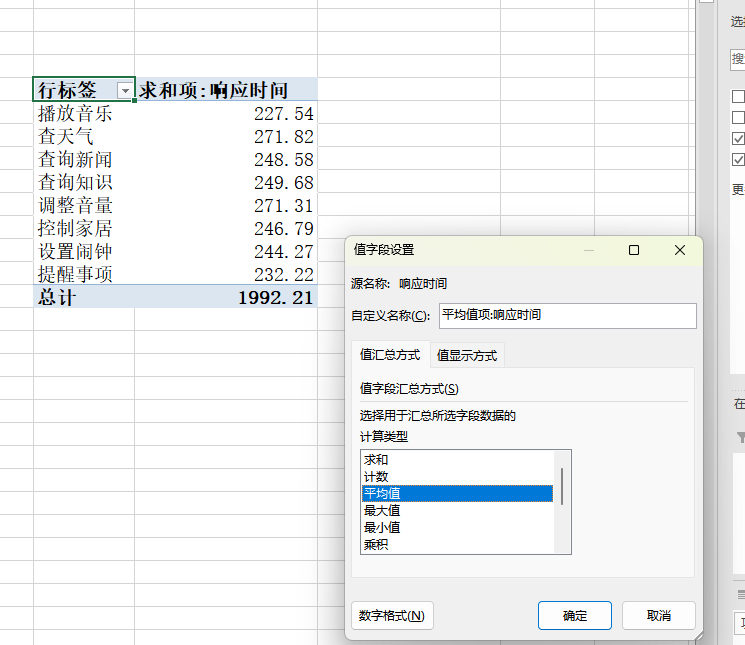 行标签 求和项:响应时间
播放音乐 227.54
查天气 271.82
查询新闻 248.58
查询知识 249.68
调整音量 271.31
控制家居 246.79
设置闹钟 244.27
提醒事项 232.22
总计 1992.21
值字段设置
源名称: 响应时间
自定义名称(C): 平均值项:响应时间
值汇总方式 值显示方式
值字段汇总方式(S)
选择用于汇总所选字段数据的
计算类型
求和
计数
平均值
最大值
最小值
乘积
数字格式(N) 确定 取消
选
搜
更
在